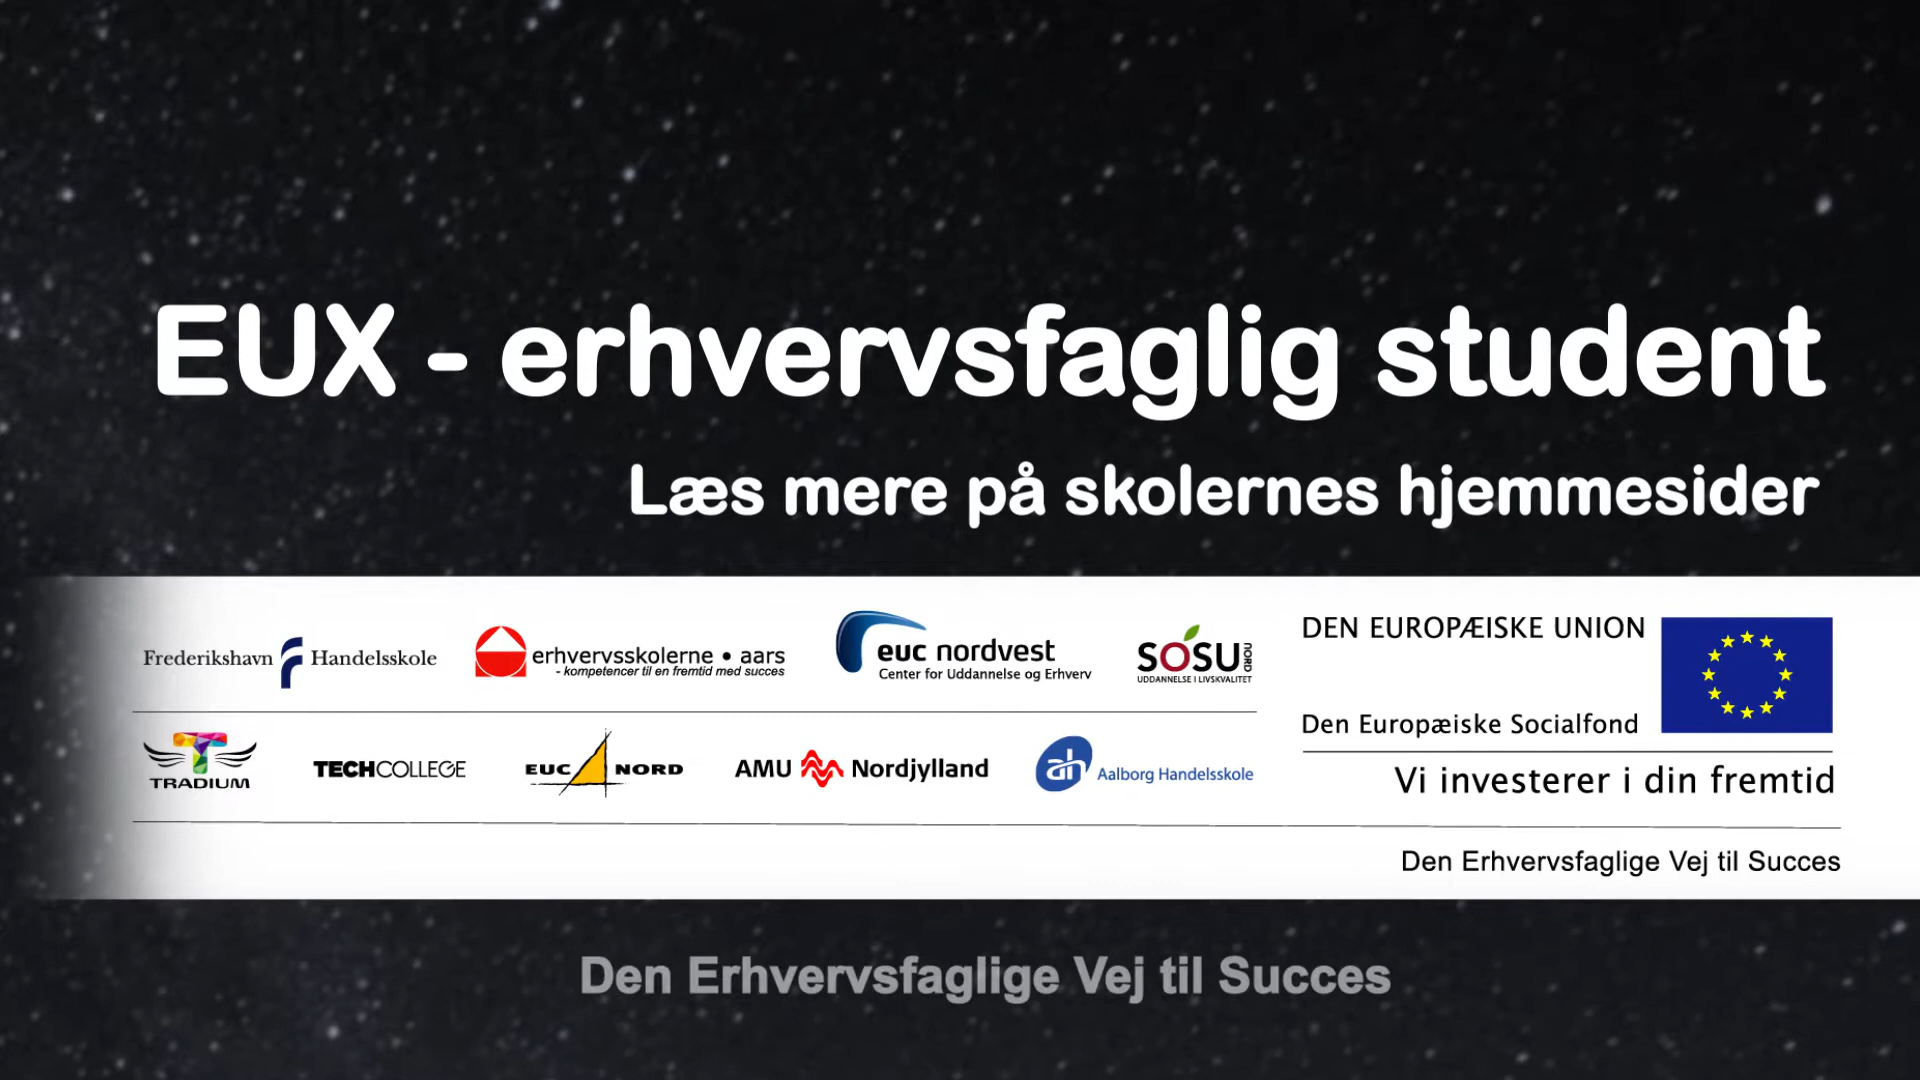 EUX - erhvervsfaglig student
Læs mere på skolernes hjemmesider
Frederikshavn Handelsskole
erhvervsskolerne • aars
- kompetencer til en fremtid med succes
euc nordvest
Center for Uddannelse og Erhverv
SOSU NORD
UDDANNELSE I LIVSKVALITET
DEN EUROPÆISKE UNION
Den Europæiske Socialfond
TRADIUM
TECHCOLLEGE
EUC NORD
AMU Nordjylland
ah Aalborg Handelsskole
Vi investerer i din fremtid
Den Erhvervsfaglige Vej til Succes
Den Erhvervsfaglige Vej til Succes